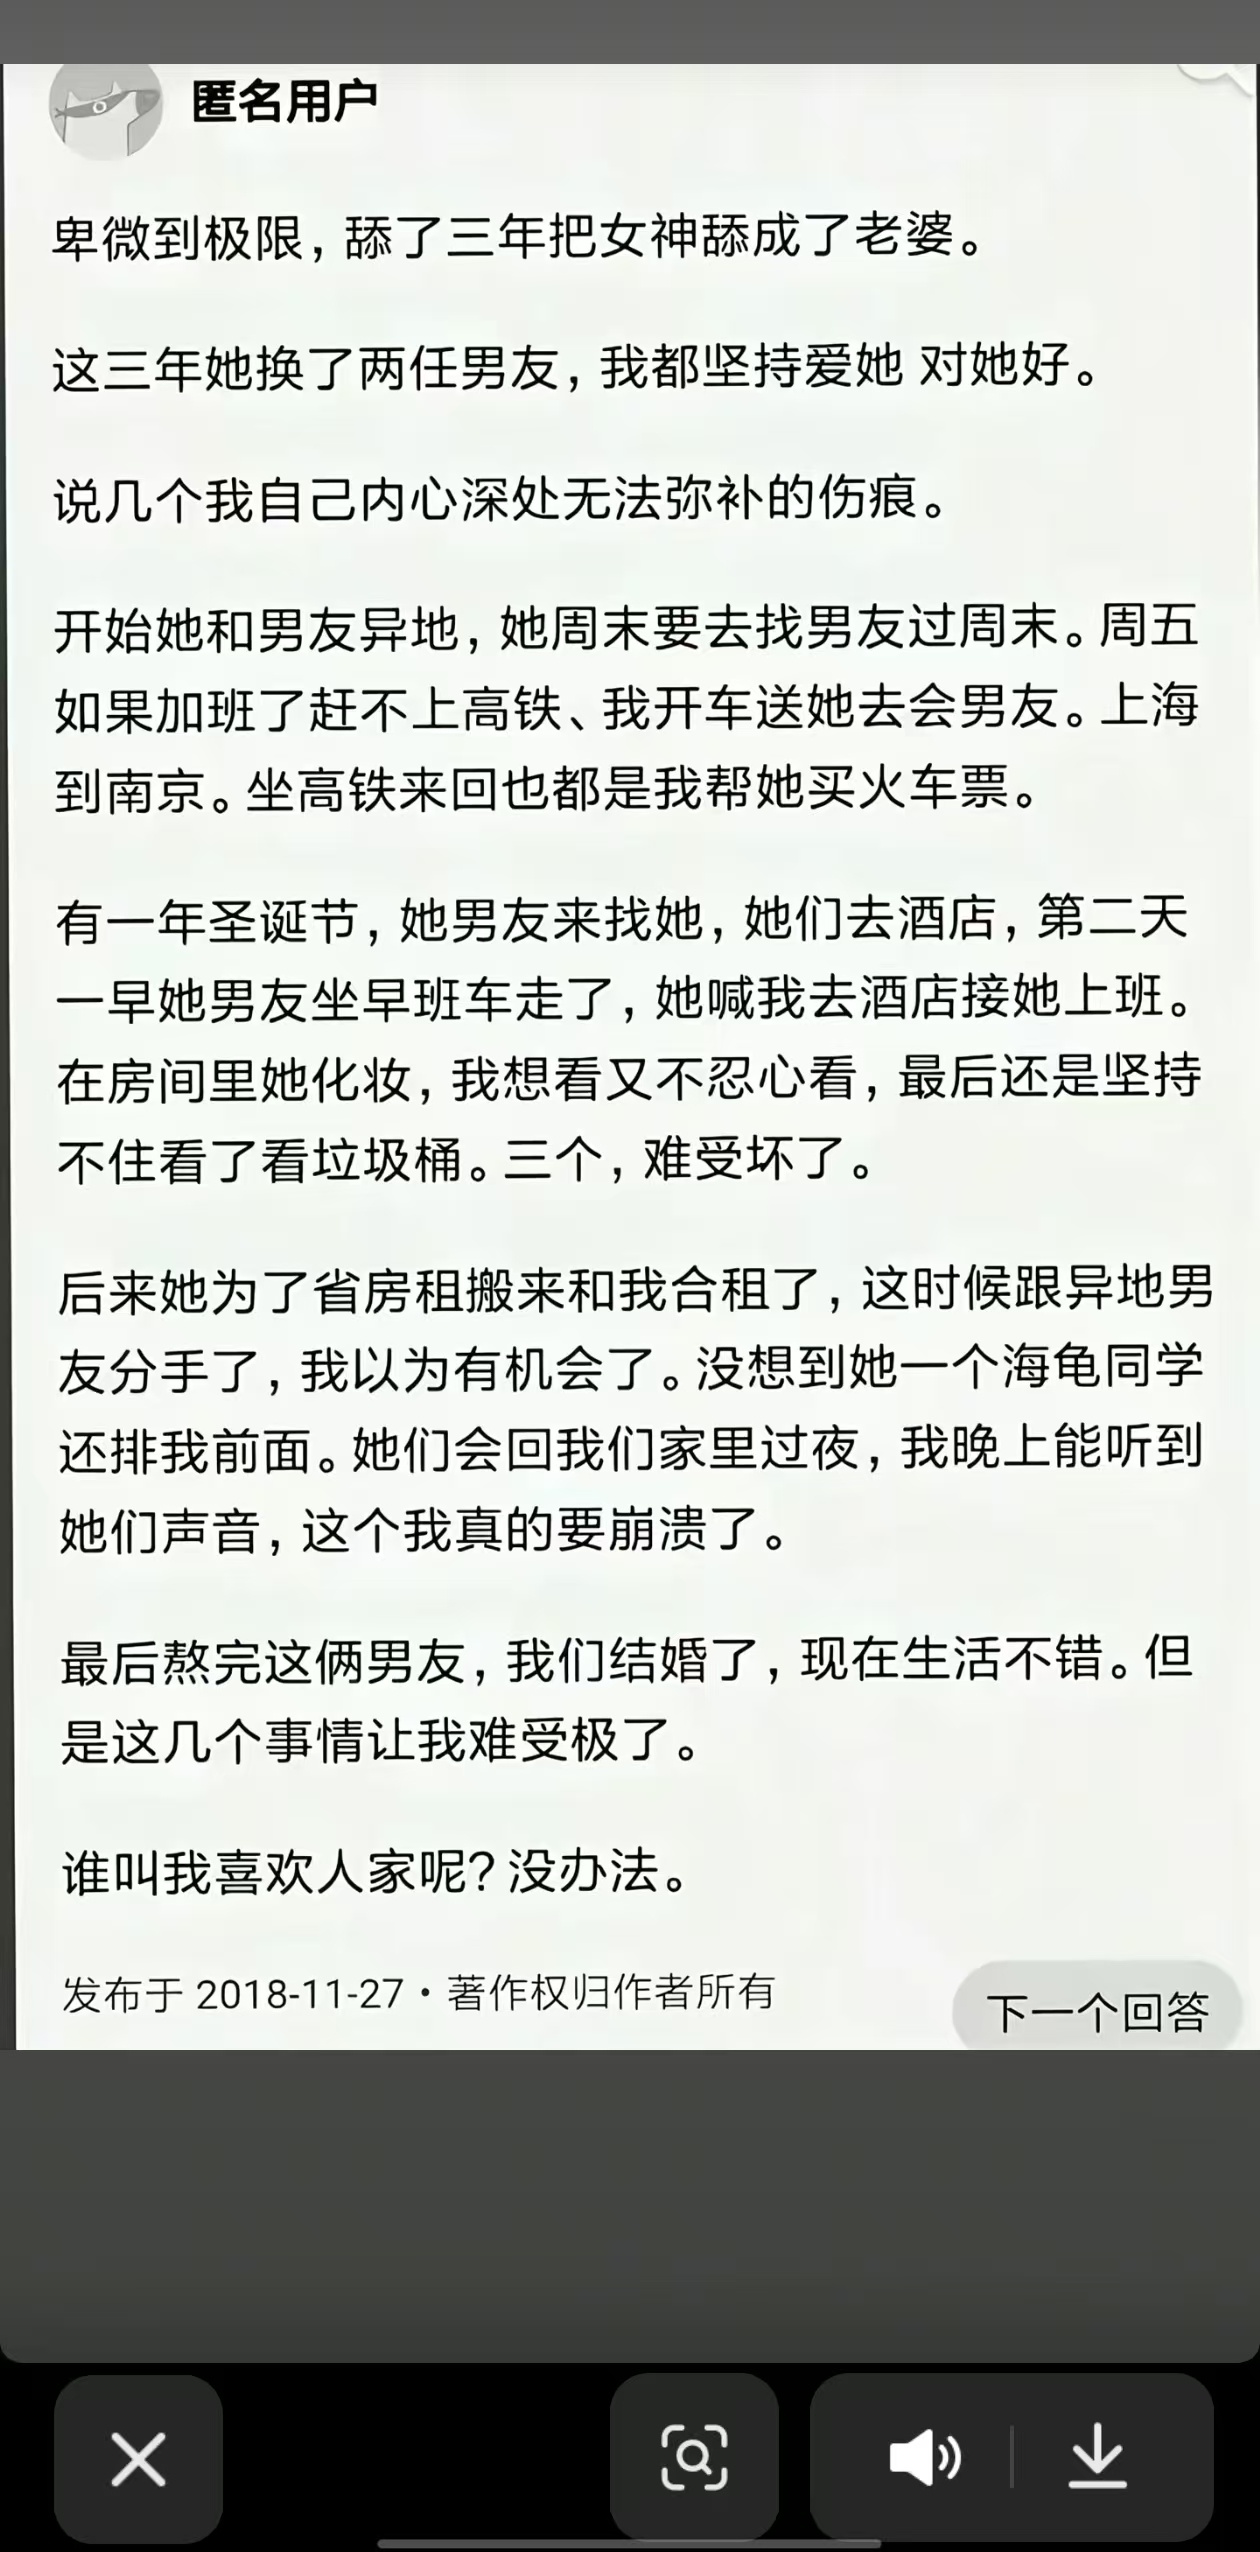 匿名用户
卑微到极限，舔了三年把女神舔成了老婆。
这三年她换了两任男友，我都坚持爱她 对她好。
说几个我自己内心深处无法弥补的伤痕。
开始她和男友异地，她周末要去找男友过周末。周五
如果加班了赶不上高铁、我开车送她去会男友。上海
到南京。坐高铁来回也都是我帮她买火车票。
有一年圣诞节，她男友来找她，她们去酒店，第二天
一早她男友坐早班车走了，她喊我去酒店接她上班。
在房间里她化妆，我想看又不忍心看，最后还是坚持
不住看了看垃圾桶。三个，难受坏了。
后来她为了省房租搬来和我合租了，这时候跟异地男
友分手了，我以为有机会了。没想到她一个海龟同学
还排我前面。她们会回我们家里过夜，我晚上能听到
她们声音，这个我真的要崩溃了。
最后熬完这俩男友，我们结婚了，现在生活不错。但
是这几个事情让我难受极了。
谁叫我喜欢人家呢？没办法。
发布于 2018-11-27・著作权归作者所有
下一个回答